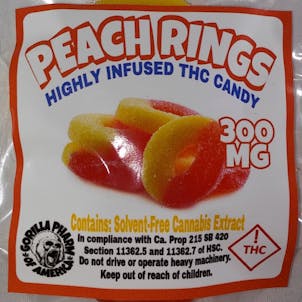 PEACH RINGS
HIGHLY INFUSED THC CANDY
300
MG
Contains: Solvent-Free Cannabis Extract
In compliance with Ca. Prop 215 SB 420
Section 11362.5 and 11362.7 of HSC.
Do not drive or operate heavy machinery.
Keep out of reach of children.
GORILLA PHARM
OF AMERICA
!
THC